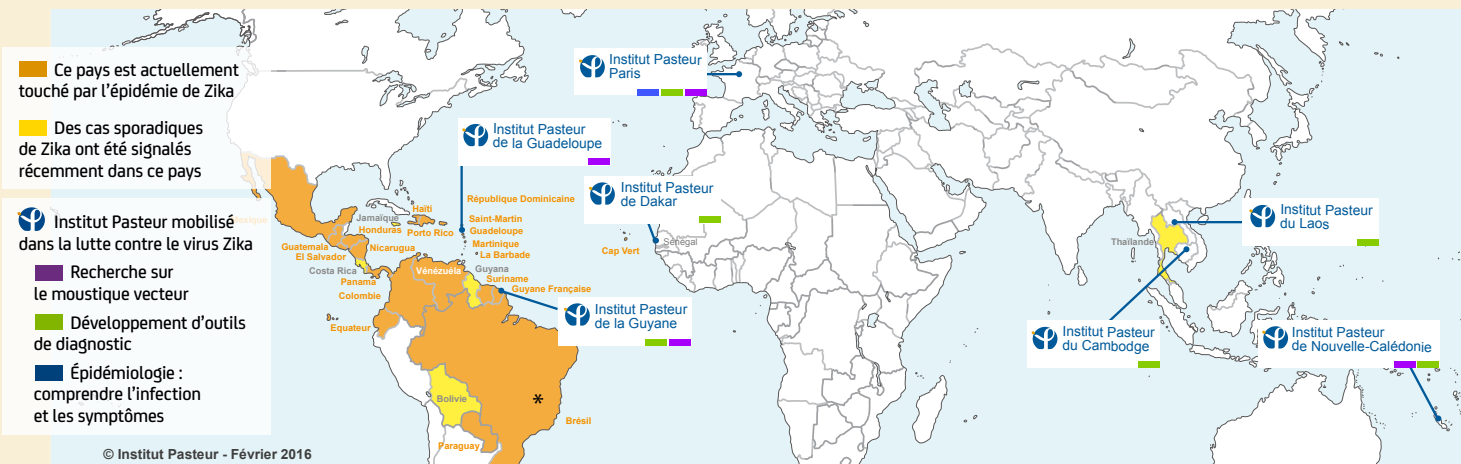 Ce pays est actuellement
touché par l'épidémie de Zika
Des cas sporadiques
de Zika ont été signalés
récemment dans ce pays
Institut Pasteur mobilisé
dans la lutte contre le virus Zika
Recherche sur
le moustique vecteur
Développement d'outils
de diagnostic
Épidémiologie :
comprendre l'infection
et les symptômes
Institut Pasteur
Paris
Institut Pasteur
de la Guadeloupe
Institut Pasteur
de Dakar
Institut Pasteur
du Laos
Institut Pasteur
de la Guyane
Institut Pasteur
du Cambodge
Institut Pasteur
de Nouvelle-Calédonie
Haïti
République Dominicaine
Jamaïque
Honduras
Porto Rico
Saint-Martin
Guadeloupe
Guatemala
El Salvador
Nicarugua
Martinique
La Barbade
Costa Rica
Panama
Colombie
Vénézuéla
Guyana
Suriname
Guyane Française
Equateur
Bolivie
*
Brésil
Paraguay
Cap Vert
Sénégal
Thaïlande
© Institut Pasteur - Février 2016